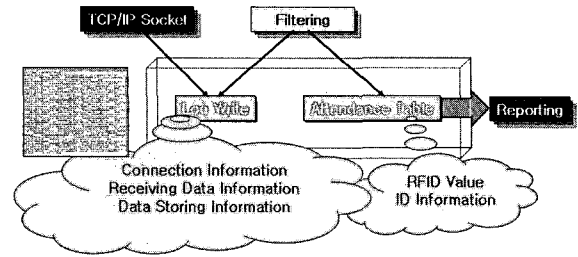 TCP/IP Socket
Filtering
Log Write
Attendance Table
Reporting
Connection Information
Receiving Data Information
Data Storing Information
RFID Value
ID Information